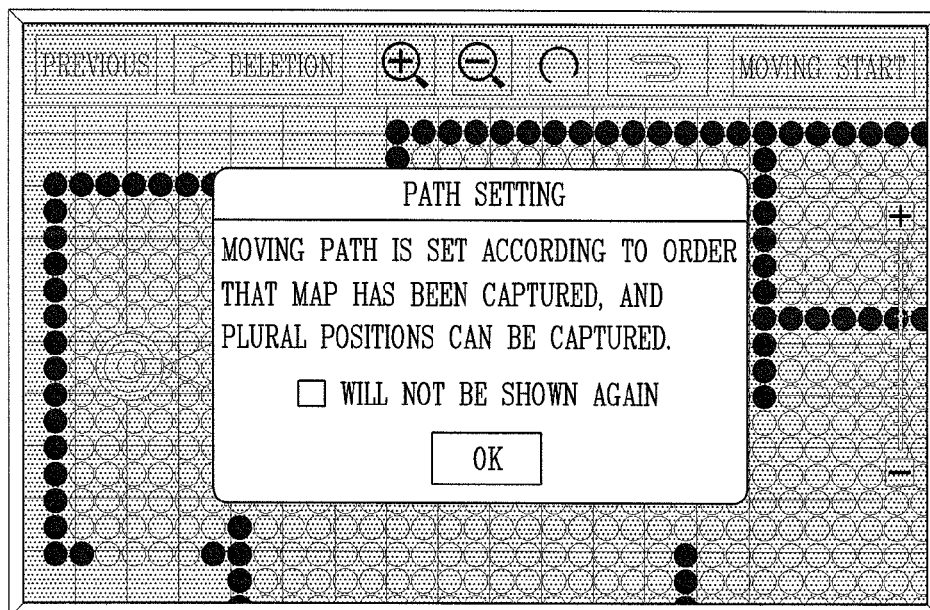 PREVIOUS DELETION MOVING START
PATH SETTING
MOVING PATH IS SET ACCORDING TO ORDER
THAT MAP HAS BEEN CAPTURED, AND
PLURAL POSITIONS CAN BE CAPTURED.
WILL NOT BE SHOWN AGAIN
OK